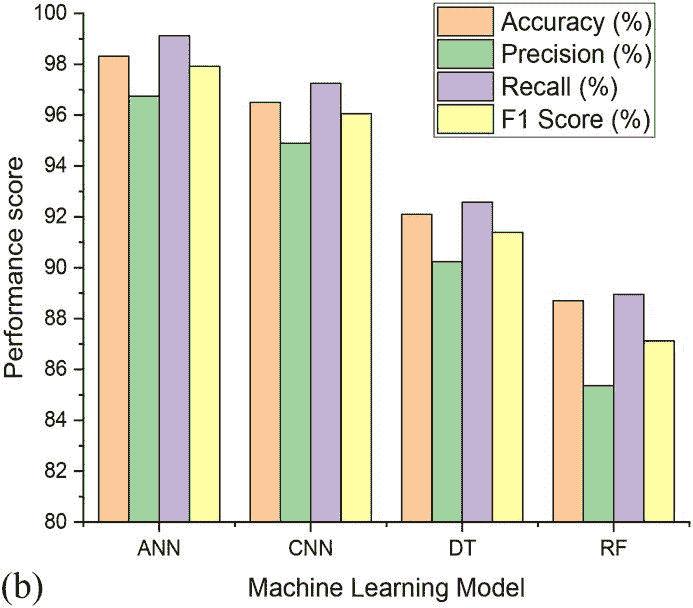 Accuracy (%)
Precision (%)
Recall (%)
F1 Score (%)
Performance score
100
98
96
94
92
90
88
86
84
82
80
ANN CNN DT RF
(b) Machine Learning Model